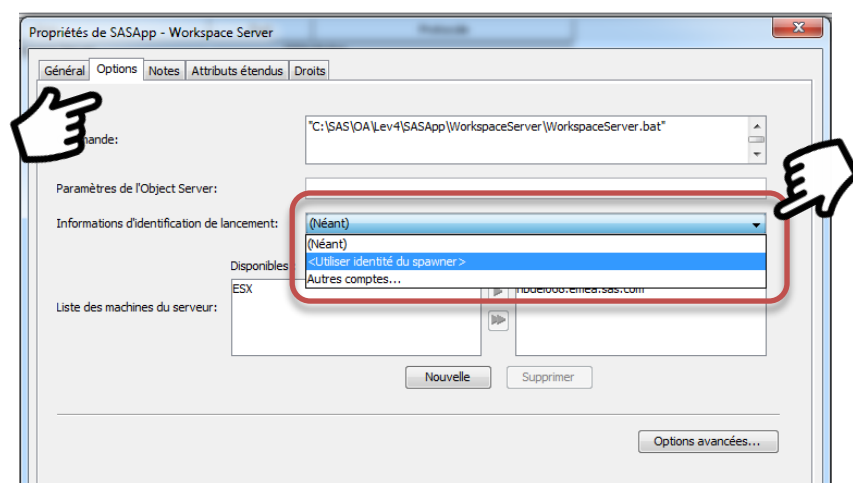 Propriétés de SASApp - Workspace Server
Général Options Notes Attributs étendus Droits
"C:\SAS\OA\Lev4\SASApp\WorkspaceServer\WorkspaceServer.bat"
mande:
Paramètres de l'Object Server:
Informations d'identification de lancement: (Néant)
(Néant)
<Utiliser identité du spawner>
Disponibles
Autres comptes...
ESX
Liste des machines du serveur:
Nouvelle Supprimer
Options avancées...